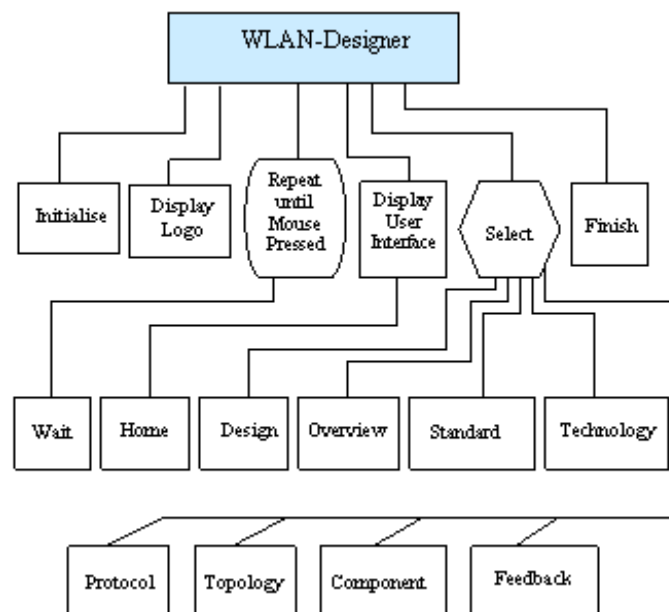 WLAN-Designer
Initialise
Display
Logo
Repeat
until
Mouse
Pressed
Display
User
Interface
Select
Finish
Wait
Home
Design
Overview
Standard
Technology
Protocol
Topology
Component
Feedback